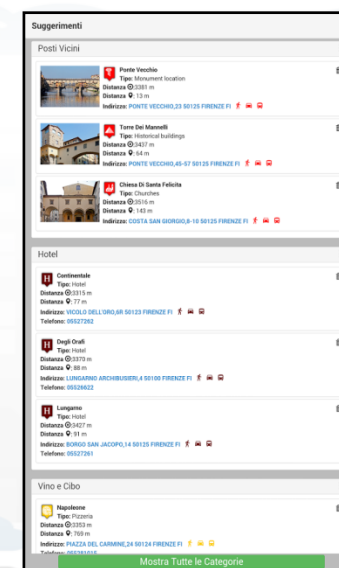 Suggerimenti
Posti Vicini
Ponte Vecchio
Tipo: Monument location
Distanza :3381 m
Distanza : 13 m
Indirizzo: PONTE VECCHIO,23 50125 FIRENZE FI
Torre Dei Mannelli
Tipo: Historical buildings
Distanza :3437 m
Distanza : 64 m
Indirizzo: PONTE VECCHIO,45-57 50125 FIRENZE FI
Chiesa Di Santa Felicita
Tipo: Churches
Distanza :3516 m
Distanza : 143 m
Indirizzo: COSTA SAN GIORGIO,8-10 50125 FIRENZE FI
Hotel
Continentale
Tipo: Hotel
Distanza :3315 m
Distanza : 77 m
Indirizzo: VICOLO DELL'ORO,6R 50123 FIRENZE FI
Telefono: 05527262
Degli Orafi
Tipo: Hotel
Distanza :3370 m
Distanza : 88 m
Indirizzo: LUNGARNO ARCHIBUSIERI,4 50100 FIRENZE FI
Telefono: 05526622
Lungarno
Tipo: Hotel
Distanza :3427 m
Distanza : 91 m
Indirizzo: BORGO SAN JACOPO,14 50125 FIRENZE FI
Telefono: 05527261
Vino e Cibo
Napoleone
Tipo: Pizzeria
Distanza :3353 m
Distanza : 769 m
Indirizzo: PIAZZA DEL CARMINE,24 50124 FIRENZE FI
Mostra Tutte le Categorie